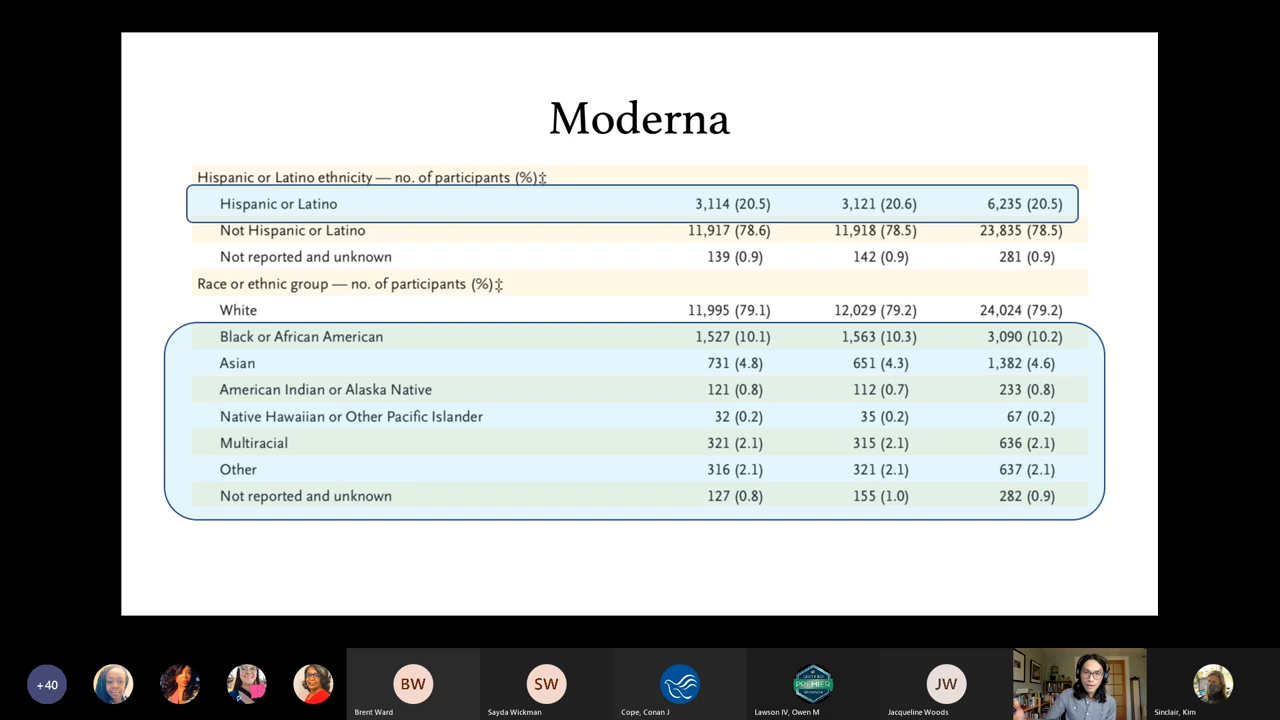 Moderna
Hispanic or Latino ethnicity — no. of participants (%)‡
Hispanic or Latino 3,114 (20.5) 3,121 (20.6) 6,235 (20.5)
Not Hispanic or Latino 11,917 (78.6) 11,918 (78.5) 23,835 (78.5)
Not reported and unknown 139 (0.9) 142 (0.9) 281 (0.9)
Race or ethnic group — no. of participants (%)‡
White 11,995 (79.1) 12,029 (79.2) 24,024 (79.2)
Black or African American 1,527 (10.1) 1,563 (10.3) 3,090 (10.2)
Asian 731 (4.8) 651 (4.3) 1,382 (4.6)
American Indian or Alaska Native 121 (0.8) 112 (0.7) 233 (0.8)
Native Hawaiian or Other Pacific Islander 32 (0.2) 35 (0.2) 67 (0.2)
Multiracial 321 (2.1) 315 (2.1) 636 (2.1)
Other 316 (2.1) 321 (2.1) 637 (2.1)
Not reported and unknown 127 (0.8) 155 (1.0) 282 (0.9)
+40 BW SW PREMIER JW
Brent Ward Sayda Wickman Cope, Conan J Lawson IV, Owen M Jacqueline Woods Sinclair, Kim